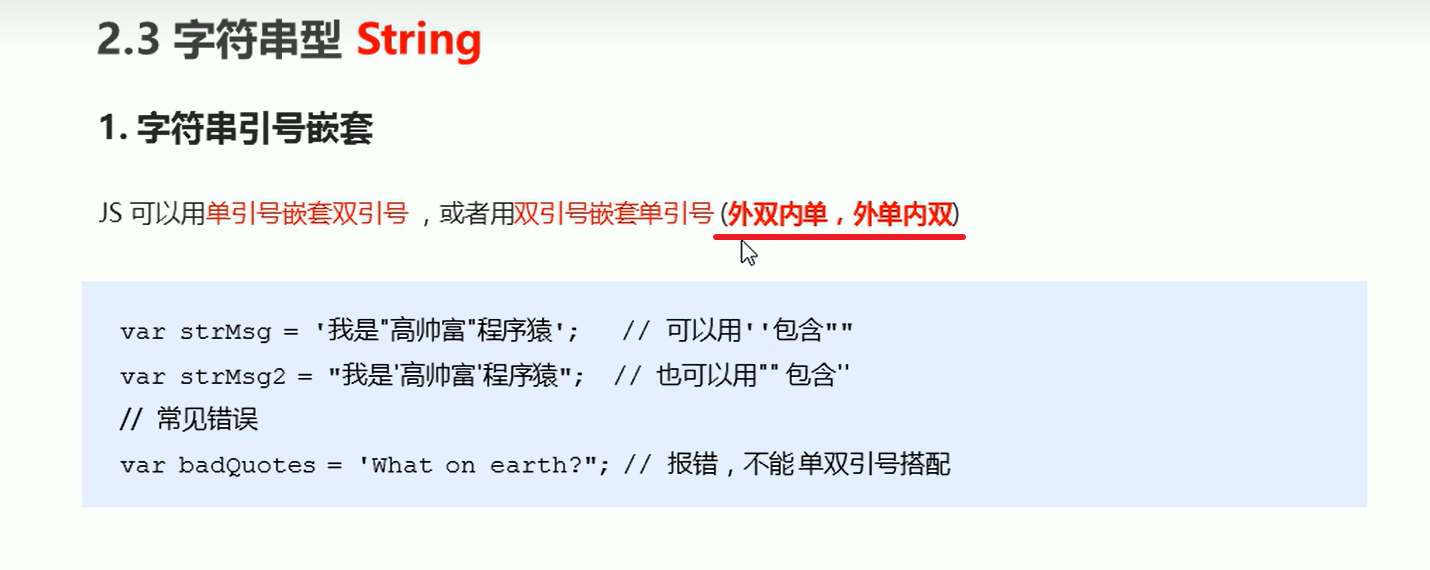 2.3 字符串型 String
1. 字符串引号嵌套
JS 可以用单引号嵌套双引号 ，或者用双引号嵌套单引号 (外双内单，外单内双)
var strMsg = '我是"高帅富"程序猿'; // 可以用''包含""
var strMsg2 = "我是'高帅富'程序猿"; // 也可以用"" 包含''
// 常见错误
var badQuotes = 'What on earth?"; // 报错，不能 单双引号搭配